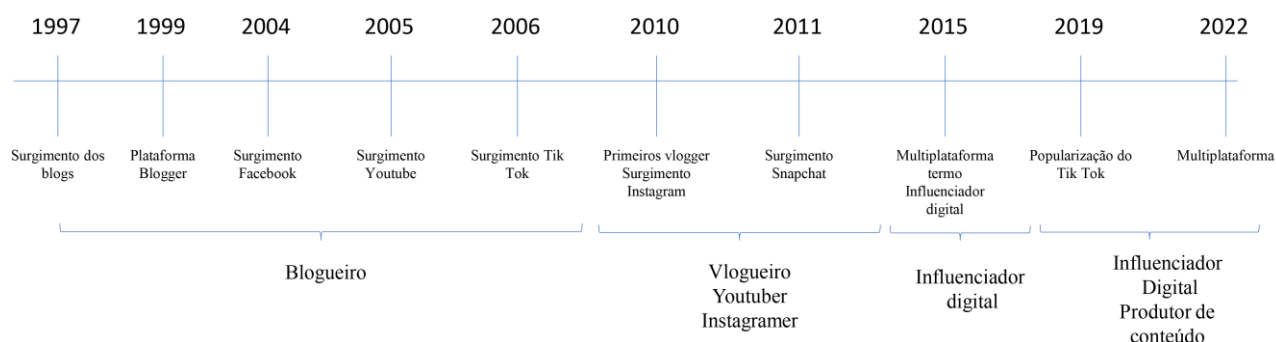 1997 1999 2004 2005 2006 2010 2011 2015 2019 2022
Surgimento dos
blogs
Plataforma
Blogger
Surgimento
Facebook
Surgimento
Youtube
Surgimento Tik
Tok
Primeiros vlogger
Surgimento
Instagram
Surgimento
Snapchat
Multiplataforma
termo
Influenciador
digital
Popularização do
Tik Tok
Multiplataforma
Blogueiro
Vlogueiro
Youtuber
Instagramer
Influenciador
digital
Influenciador
Digital
Produtor de
conteúdo